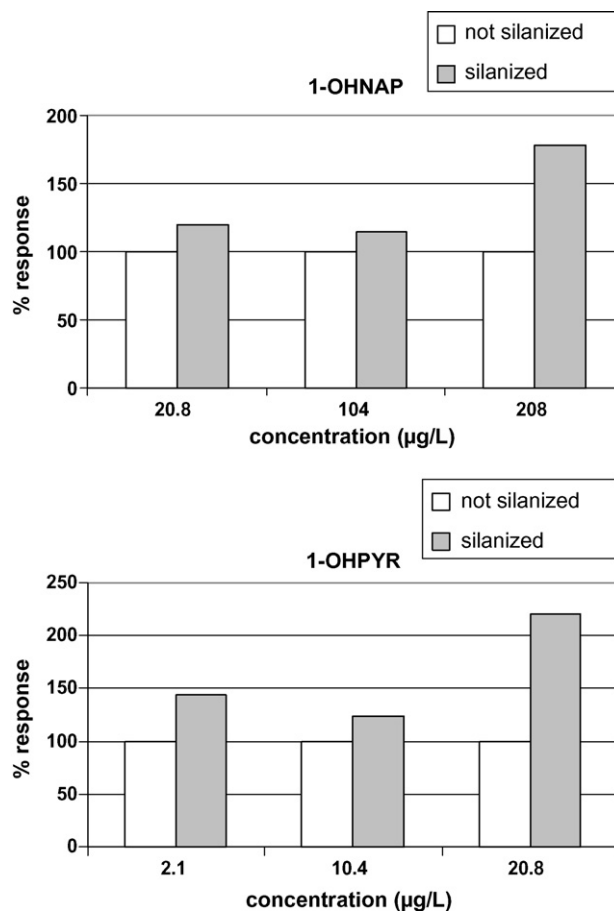 not silanized
silanized
1-OHNAP
200
150
100
50
0
% response
20.8 104 208
concentration (µg/L)
not silanized
silanized
1-OHPYR
250
200
150
100
50
0
% response
2.1 10.4 20.8
concentration (µg/L)